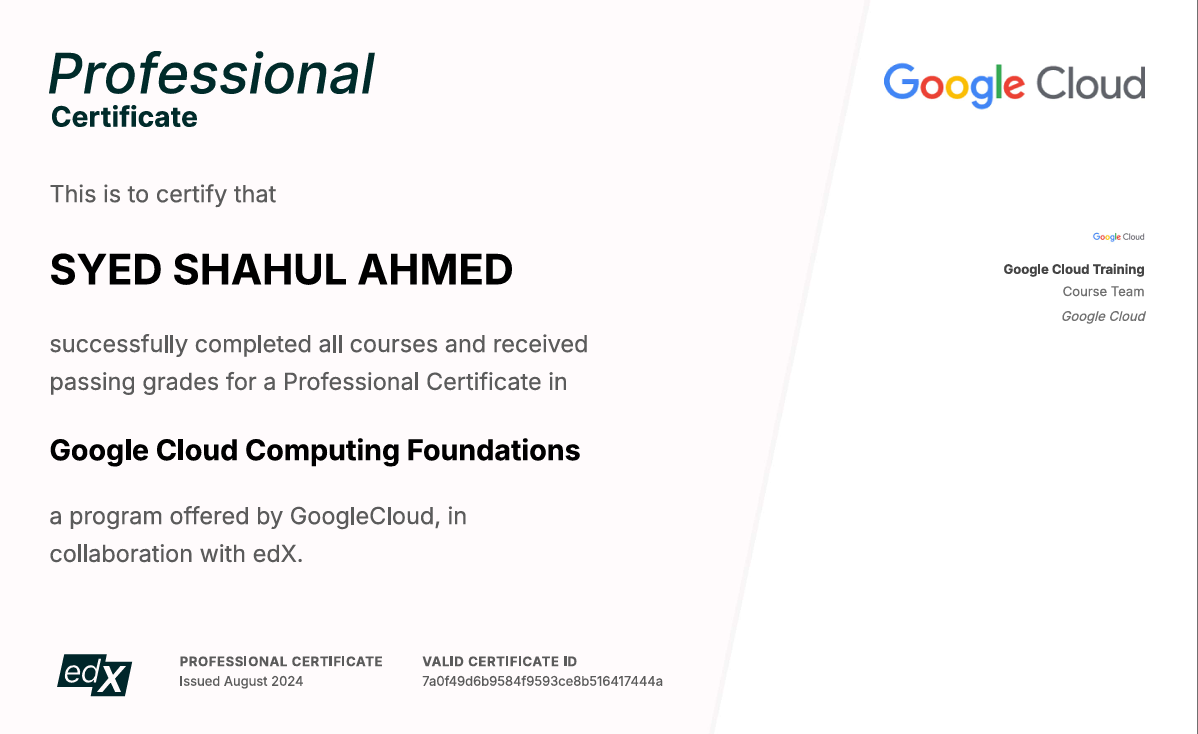 Professional
Certificate
Google Cloud
This is to certify that
SYED SHAHUL AHMED
successfully completed all courses and received
passing grades for a Professional Certificate in
Google Cloud Computing Foundations
a program offered by GoogleCloud, in
collaboration with edX.
Google Cloud
Google Cloud Training
Course Team
Google Cloud
edX
PROFESSIONAL CERTIFICATE
Issued August 2024
VALID CERTIFICATE ID
7a0f49d6b9584f9593ce8b516417444a